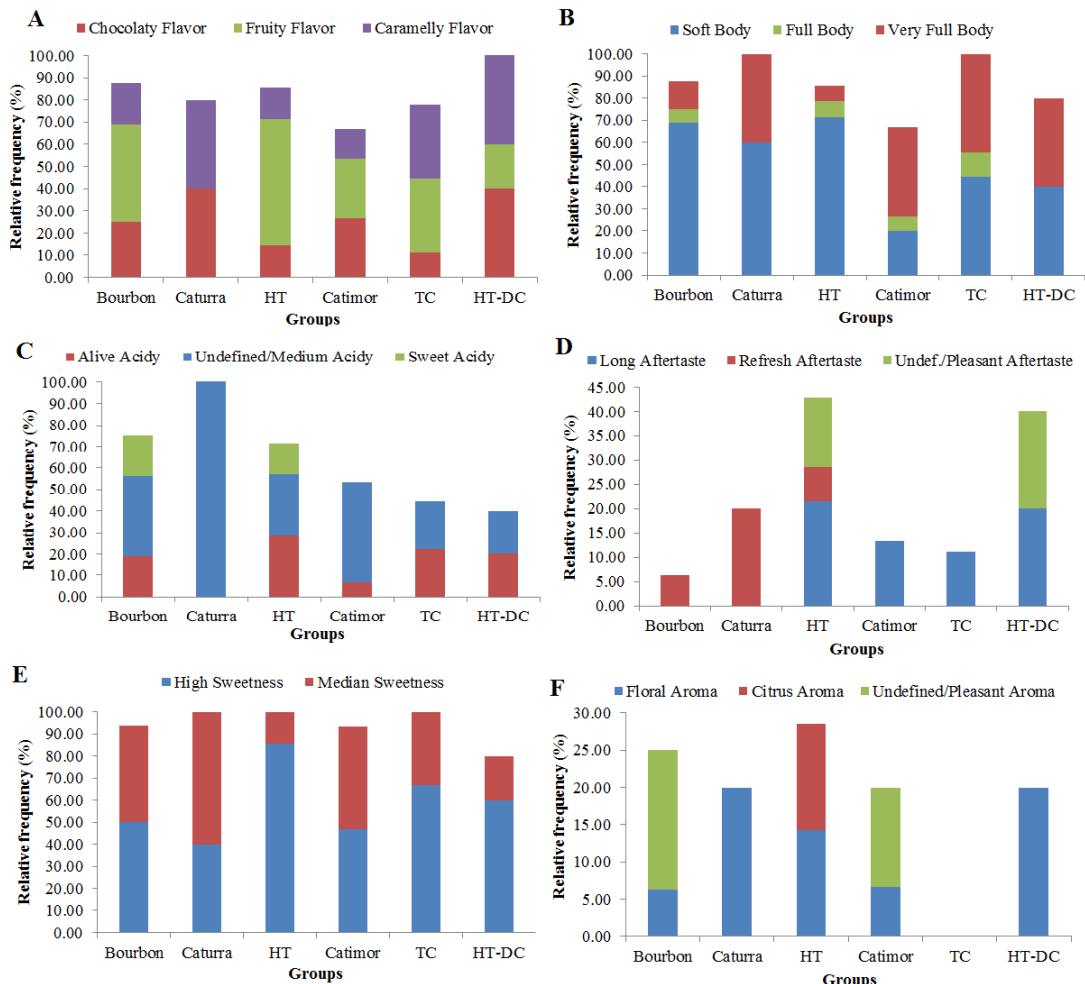 A
Chocolaty Flavor Fruity Flavor Caramelly Flavor
Relative frequency (%)
100.00
90.00
80.00
70.00
60.00
50.00
40.00
30.00
20.00
10.00
0.00
Bourbon Caturra HT Catimor TC HT-DC
Groups
B
Soft Body Full Body Very Full Body
Relative frequency (%)
100.00
90.00
80.00
70.00
60.00
50.00
40.00
30.00
20.00
10.00
0.00
Bourbon Caturra HT Catimor TC HT-DC
Groups
C
Alive Acidy Undefined/Medium Acidy Sweet Acidy
Relative frequency (%)
100.00
90.00
80.00
70.00
60.00
50.00
40.00
30.00
20.00
10.00
0.00
Bourbon Caturra HT Catimor TC HT-DC
Groups
D
Long Aftertaste Refresh Aftertaste Undef./Pleasant Aftertaste
Relative frequency (%)
45.00
40.00
35.00
30.00
25.00
20.00
15.00
10.00
5.00
0.00
Bourbon Caturra HT Catimor TC HT-DC
Groups
E
High Sweetness Median Sweetness
Relative frequency (%)
100.00
90.00
80.00
70.00
60.00
50.00
40.00
30.00
20.00
10.00
0.00
Bourbon Caturra HT Catimor TC HT-DC
Groups
F
Floral Aroma Citrus Aroma Undefined/Pleasant Aroma
Relative frequency (%)
30.00
25.00
20.00
15.00
10.00
5.00
0.00
Bourbon Caturra HT Catimor TC HT-DC
Groups